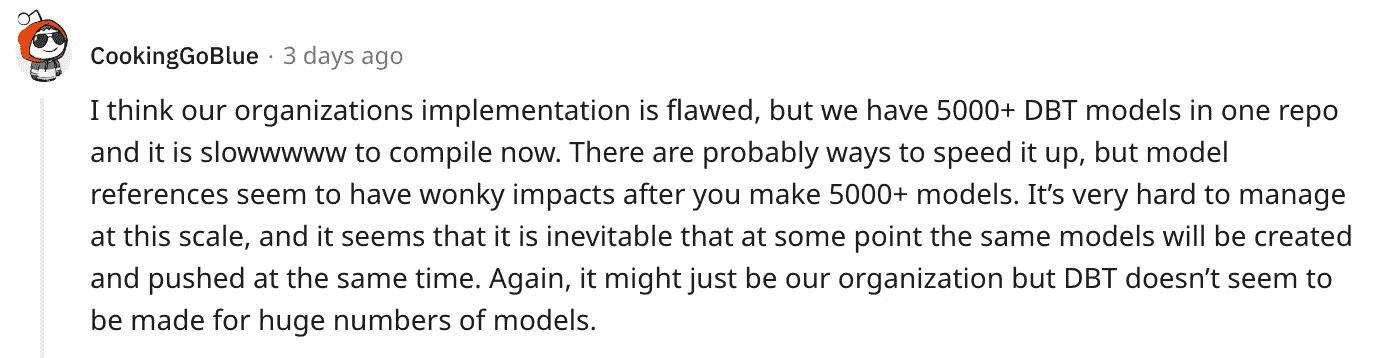 CookingGoBlue · 3 days ago
I think our organizations implementation is flawed, but we have 5000+ DBT models in one repo
and it is slowwwww to compile now. There are probably ways to speed it up, but model
references seem to have wonky impacts after you make 5000+ models. It’s very hard to manage
at this scale, and it seems that it is inevitable that at some point the same models will be created
and pushed at the same time. Again, it might just be our organization but DBT doesn’t seem to
be made for huge numbers of models.